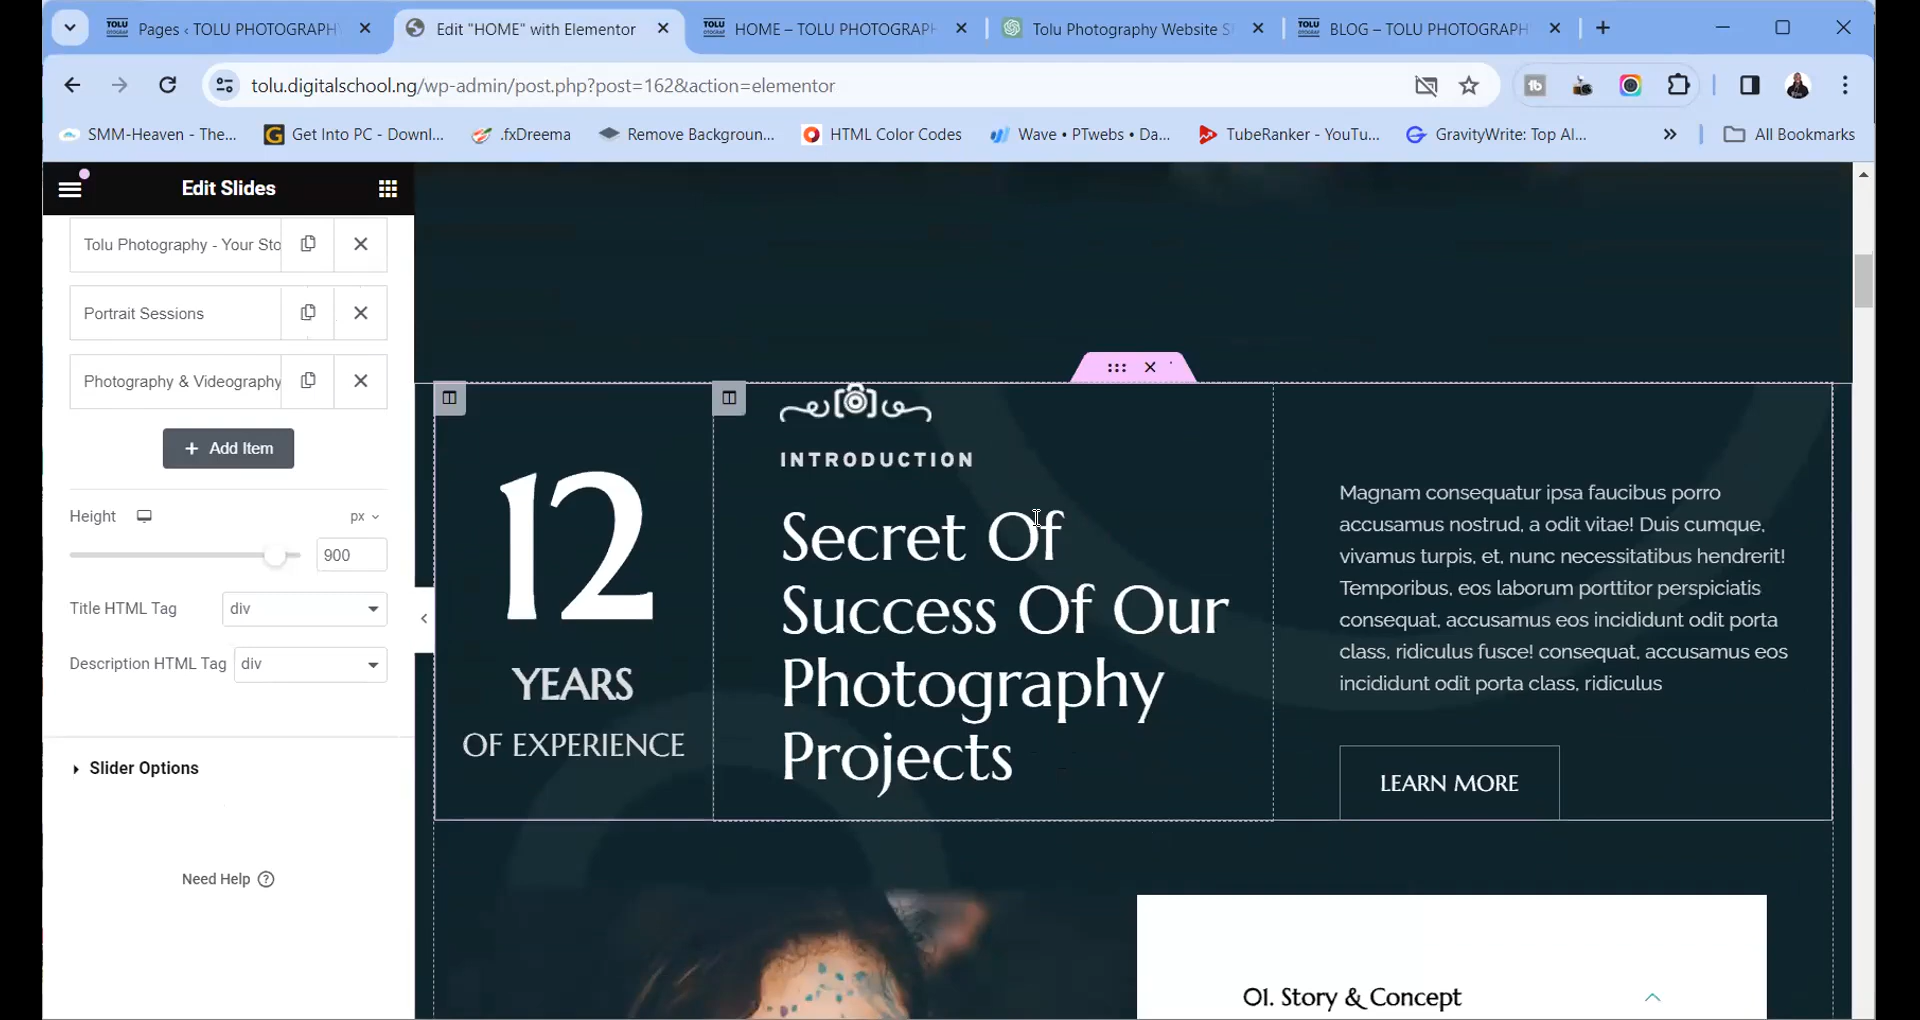 Pages ‹ TOLU PHOTOGRAPH
Edit "HOME" with Elementor
HOME – TOLU PHOTOGRAPH
Tolu Photography Website S
BLOG – TOLU PHOTOGRAPH
tolu.digitalschool.ng/wp-admin/post.php?post=162&action=elementor
SMM-Heaven - The...
Get Into PC - Downl...
.fxDreema
Remove Backgroun...
HTML Color Codes
Wave • PTwebs • Da...
TubeRanker - YouTu...
GravityWrite: Top AI...
All Bookmarks
Edit Slides
Tolu Photography - Your Sto
Portrait Sessions
Photography & Videography
+ Add Item
Height
px
900
Title HTML Tag
div
Description HTML Tag
div
Slider Options
Need Help
12
YEARS
OF EXPERIENCE
INTRODUCTION
Secret Of
Success Of Our
Photography
Projects
Magnam consequatur ipsa faucibus porro
accusamus nostrud, a odit vitae! Duis cumque,
vivamus turpis, et, nunc necessitatibus hendrerit!
Temporibus, eos laborum porttitor perspiciatis
consequat, accusamus eos incididunt odit porta
class, ridiculus fusce! consequat, accusamus eos
incididunt odit porta class, ridiculus
LEARN MORE
01. Story & Concept